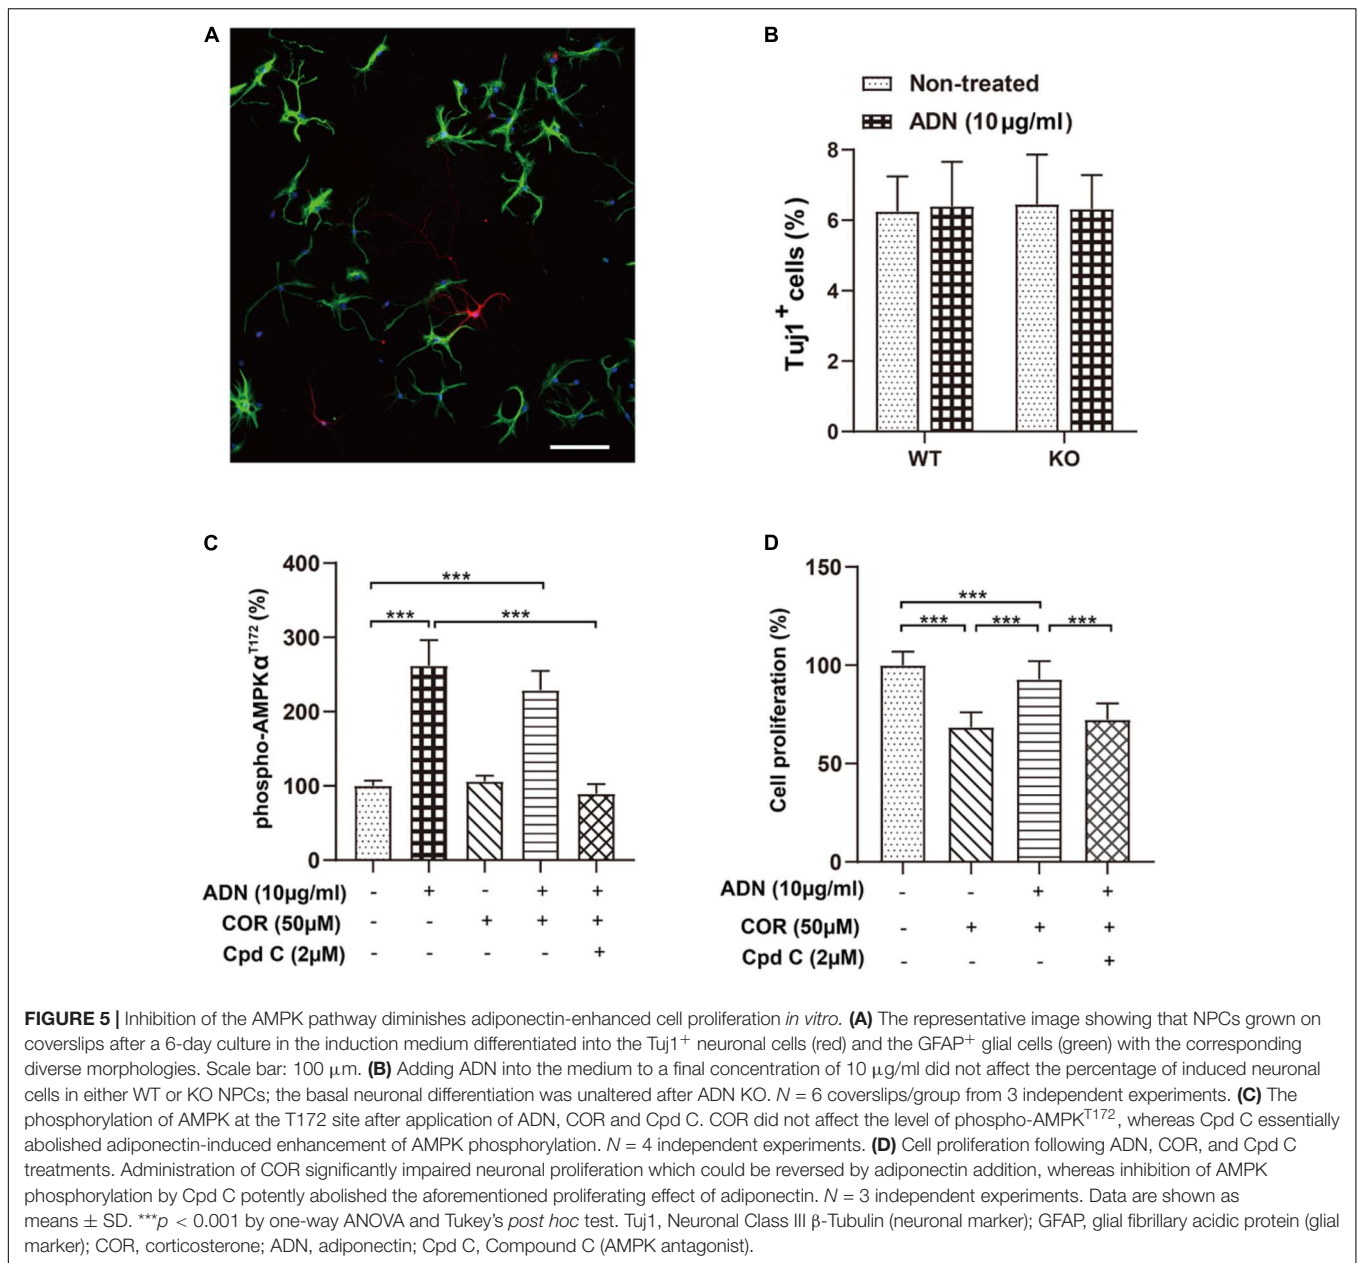 A
B
Non-treated
ADN (10μg/ml)
Tuj1⁺ cells (%)
8
6
4
2
0
WT KO
C
phospho-AMPKαᵀ¹⁷² (%)
400
300
200
100
0
***
*** ***
ADN (10μg/ml) - + - + +
COR (50μM) - - + + +
Cpd C (2μM) - - - - +
D
Cell proliferation (%)
150
100
50
0
***
*** *** ***
ADN (10μg/ml) - - + +
COR (50μM) - + + +
Cpd C (2μM) - - - +
FIGURE 5 | Inhibition of the AMPK pathway diminishes adiponectin-enhanced cell proliferation in vitro. (A) The representative image showing that NPCs grown on
coverslips after a 6-day culture in the induction medium differentiated into the Tuj1⁺ neuronal cells (red) and the GFAP⁺ glial cells (green) with the corresponding
diverse morphologies. Scale bar: 100 μm. (B) Adding ADN into the medium to a final concentration of 10 μg/ml did not affect the percentage of induced neuronal
cells in either WT or KO NPCs; the basal neuronal differentiation was unaltered after ADN KO. N = 6 coverslips/group from 3 independent experiments. (C) The
phosphorylation of AMPK at the T172 site after application of ADN, COR and Cpd C. COR did not affect the level of phospho-AMPKᵀ¹⁷², whereas Cpd C essentially
abolished adiponectin-induced enhancement of AMPK phosphorylation. N = 4 independent experiments. (D) Cell proliferation following ADN, COR, and Cpd C
treatments. Administration of COR significantly impaired neuronal proliferation which could be reversed by adiponectin addition, whereas inhibition of AMPK
phosphorylation by Cpd C potently abolished the aforementioned proliferating effect of adiponectin. N = 3 independent experiments. Data are shown as
means ± SD. ***p < 0.001 by one-way ANOVA and Tukey's post hoc test. Tuj1, Neuronal Class III β-Tubulin (neuronal marker); GFAP, glial fibrillary acidic protein (glial
marker); COR, corticosterone; ADN, adiponectin; Cpd C, Compound C (AMPK antagonist).